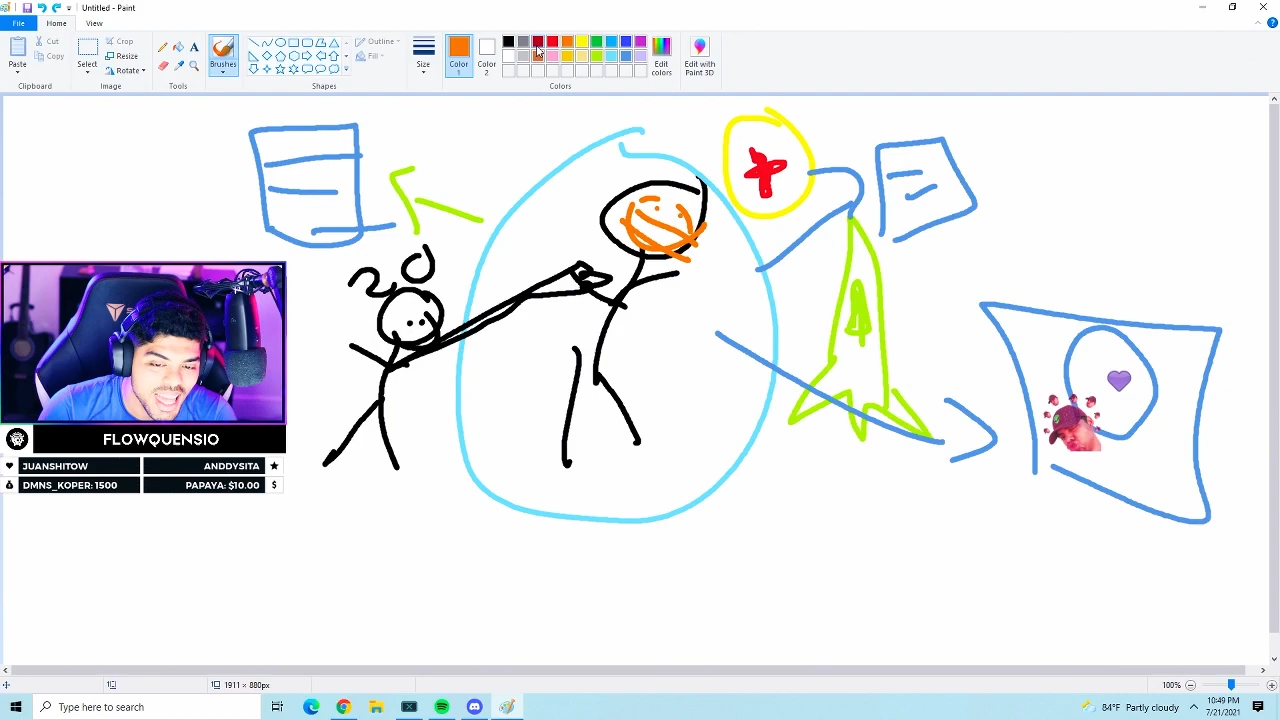 Untitled - Paint
File Home View
Paste
Cut
Copy
Clipboard
Select
Crop
Resize
Rotate
Image
Tools
Brushes
Outline
Fill
Shapes
Size
Color 1
Color 2
Edit colors
Edit with Paint 3D
Colors
20
FLOWQUENSIO
JUANSHITOW ANDDYSITA
DMNS_KOPER: 1500 PAPAYA: $10.00 $
1911 × 880px
100%
Type here to search
84°F Partly cloudy
10:49 PM
7/21/2021